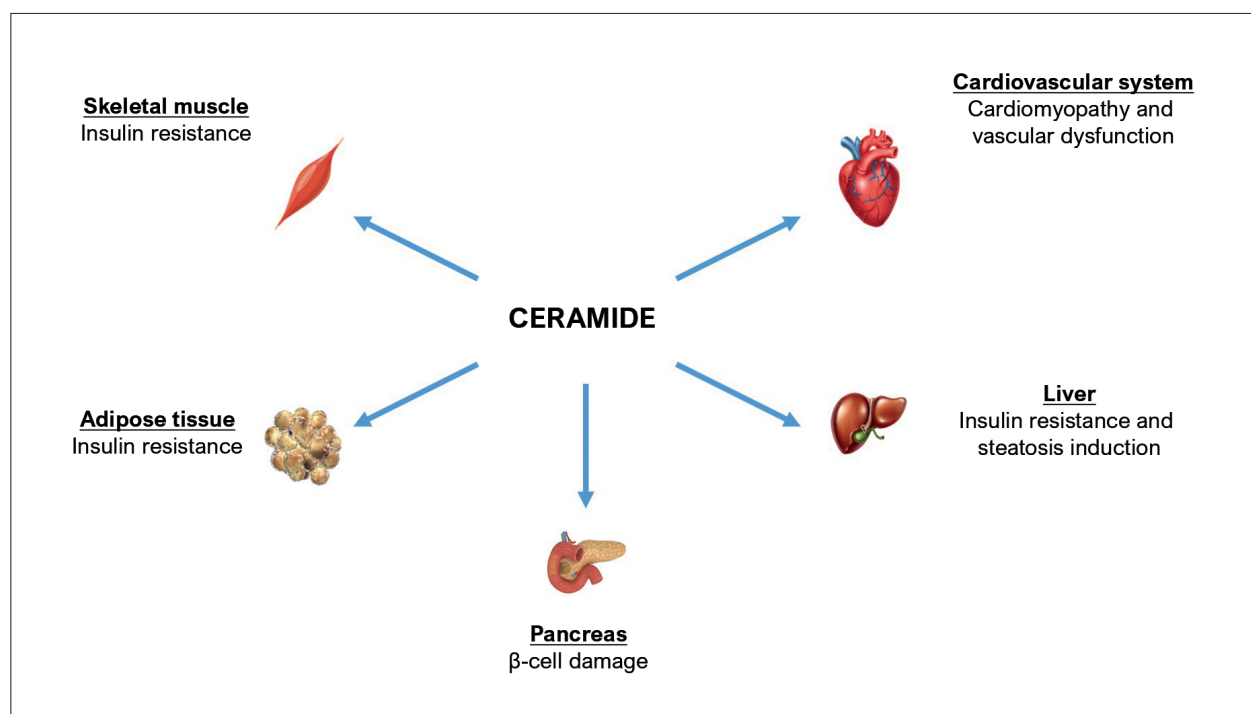 Skeletal muscle
Insulin resistance
Cardiovascular system
Cardiomyopathy and
vascular dysfunction
CERAMIDE
Adipose tissue
Insulin resistance
Liver
Insulin resistance and
steatosis induction
Pancreas
β-cell damage